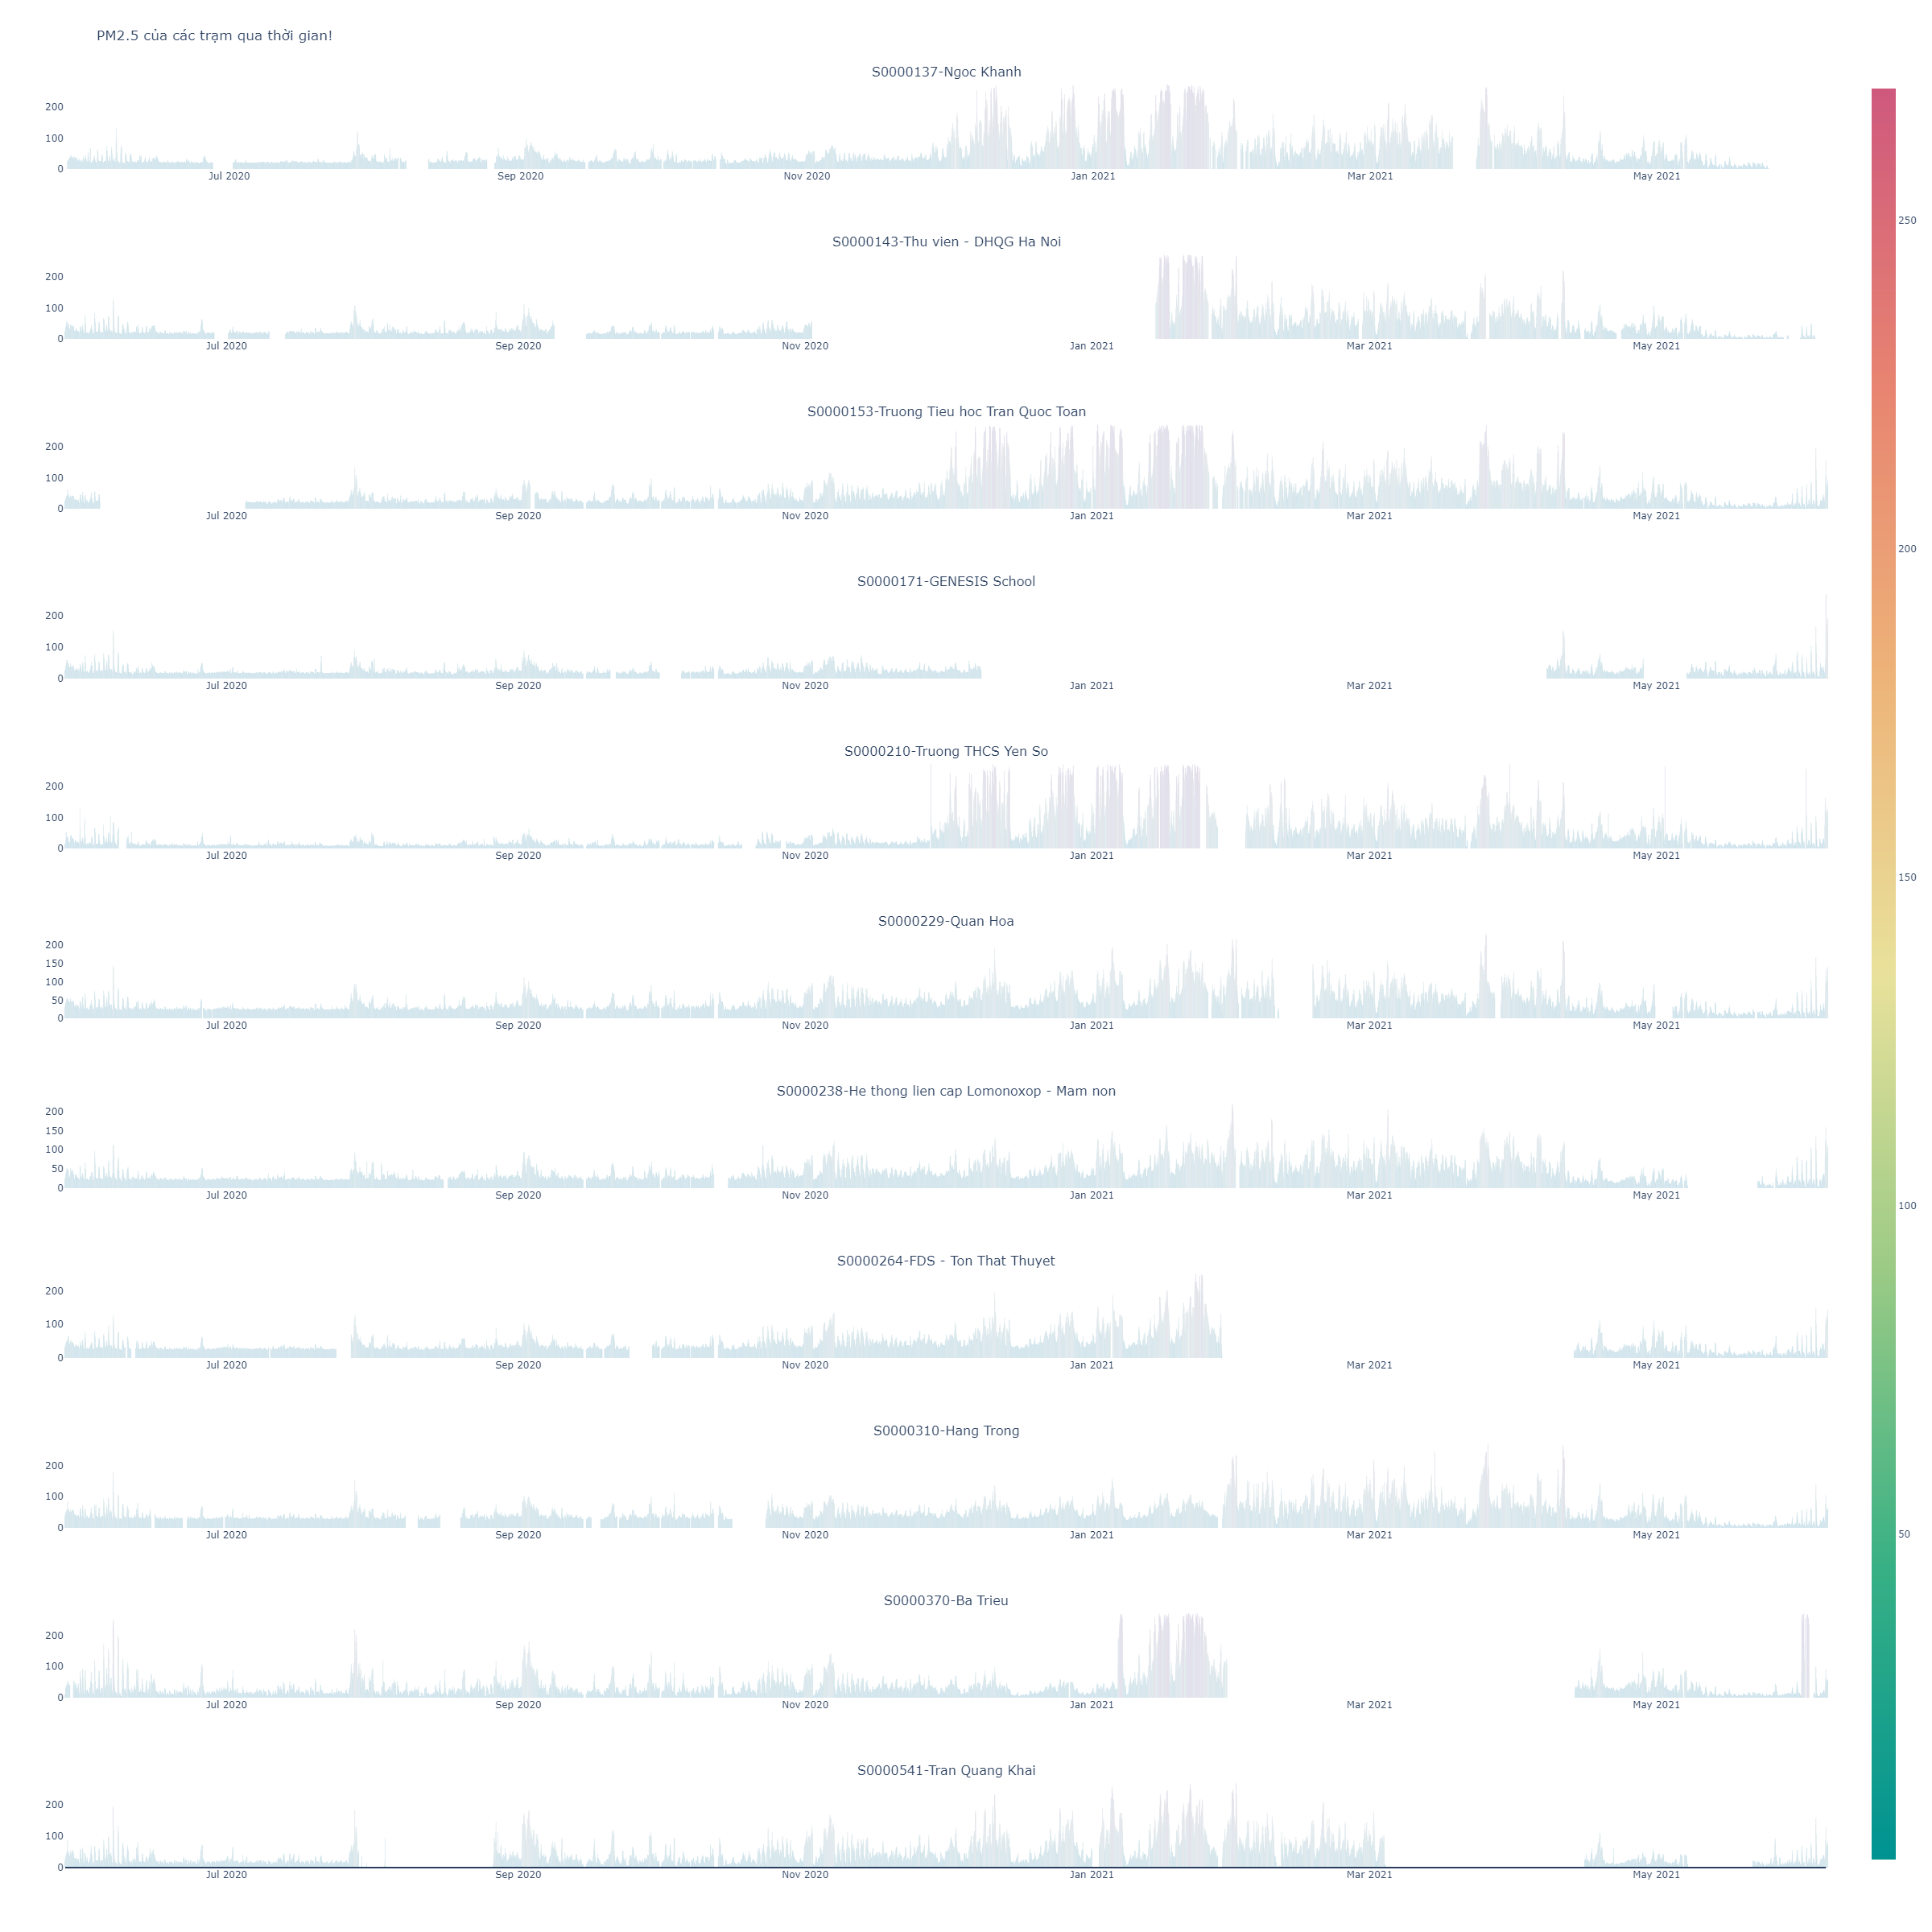 PM2.5 của các trạm qua thời gian!
S0000137-Ngoc Khanh
200
100
0
Jul 2020 Sep 2020 Nov 2020 Jan 2021 Mar 2021 May 2021
S0000143-Thu vien - DHQG Ha Noi
200
100
0
Jul 2020 Sep 2020 Nov 2020 Jan 2021 Mar 2021 May 2021
S0000153-Truong Tieu hoc Tran Quoc Toan
200
100
0
Jul 2020 Sep 2020 Nov 2020 Jan 2021 Mar 2021 May 2021
S0000171-GENESIS School
200
100
0
Jul 2020 Sep 2020 Nov 2020 Jan 2021 Mar 2021 May 2021
S0000210-Truong THCS Yen So
200
100
0
Jul 2020 Sep 2020 Nov 2020 Jan 2021 Mar 2021 May 2021
S0000229-Quan Hoa
200
150
100
50
0
Jul 2020 Sep 2020 Nov 2020 Jan 2021 Mar 2021 May 2021
S0000238-He thong lien cap Lomonoxop - Mam non
200
150
100
50
0
Jul 2020 Sep 2020 Nov 2020 Jan 2021 Mar 2021 May 2021
S0000264-FDS - Ton That Thuyet
200
100
0
Jul 2020 Sep 2020 Nov 2020 Jan 2021 Mar 2021 May 2021
S0000310-Hang Trong
200
100
0
Jul 2020 Sep 2020 Nov 2020 Jan 2021 Mar 2021 May 2021
S0000370-Ba Trieu
200
100
0
Jul 2020 Sep 2020 Nov 2020 Jan 2021 Mar 2021 May 2021
S0000541-Tran Quang Khai
200
100
0
Jul 2020 Sep 2020 Nov 2020 Jan 2021 Mar 2021 May 2021
250
200
150
100
50